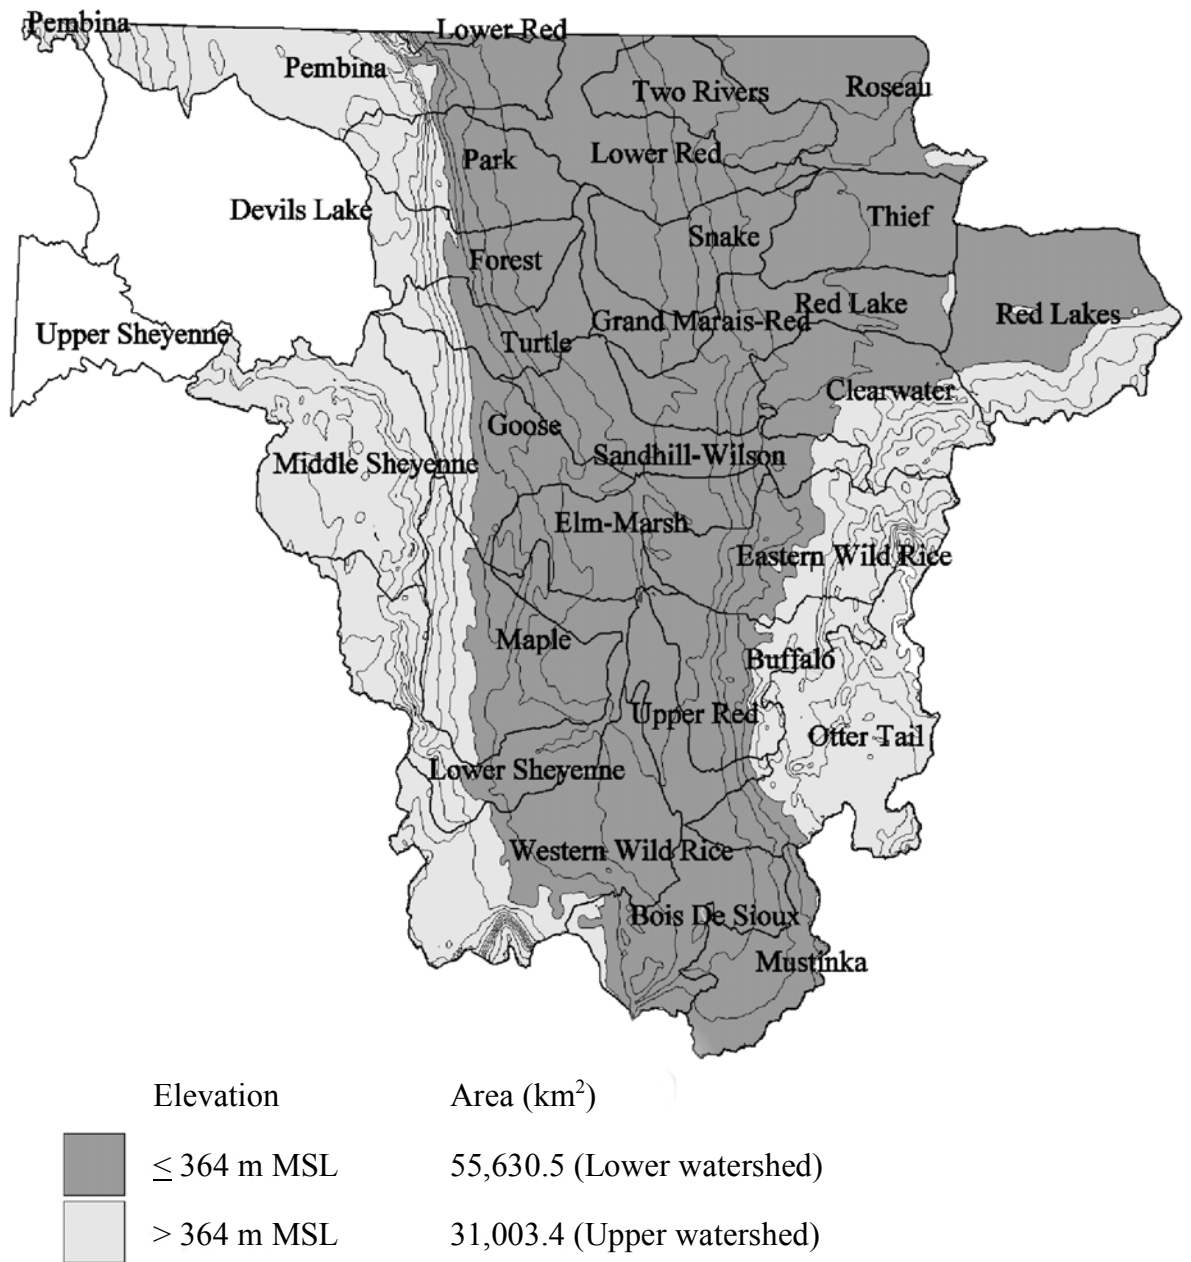 Pembina
Lower Red
Pembina
Two Rivers
Roseau
Park
Lower Red
Devils Lake
Thief
Snake
Forest
Red Lake
Red Lakes
Grand Marais-Red
Upper Sheyenne
Turtle
Clearwater
Goose
Sandhill-Wilson
Middle Sheyenne
Elm-Marsh
Eastern Wild Rice
Maple
Buffalo
Upper Red
Otter Tail
Lower Sheyenne
Western Wild Rice
Bois De Sioux
Mustinka
Elevation Area (km²)
≤ 364 m MSL 55,630.5 (Lower watershed)
> 364 m MSL 31,003.4 (Upper watershed)